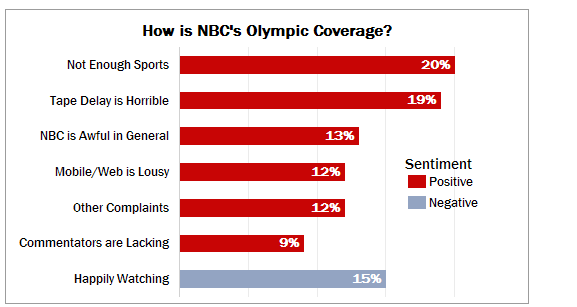 How is NBC's Olympic Coverage?
Not Enough Sports 20%
Tape Delay is Horrible 19%
NBC is Awful in General 13%
Mobile/Web is Lousy 12%
Other Complaints 12%
Commentators are Lacking 9%
Happily Watching 15%
Sentiment
Positive
Negative